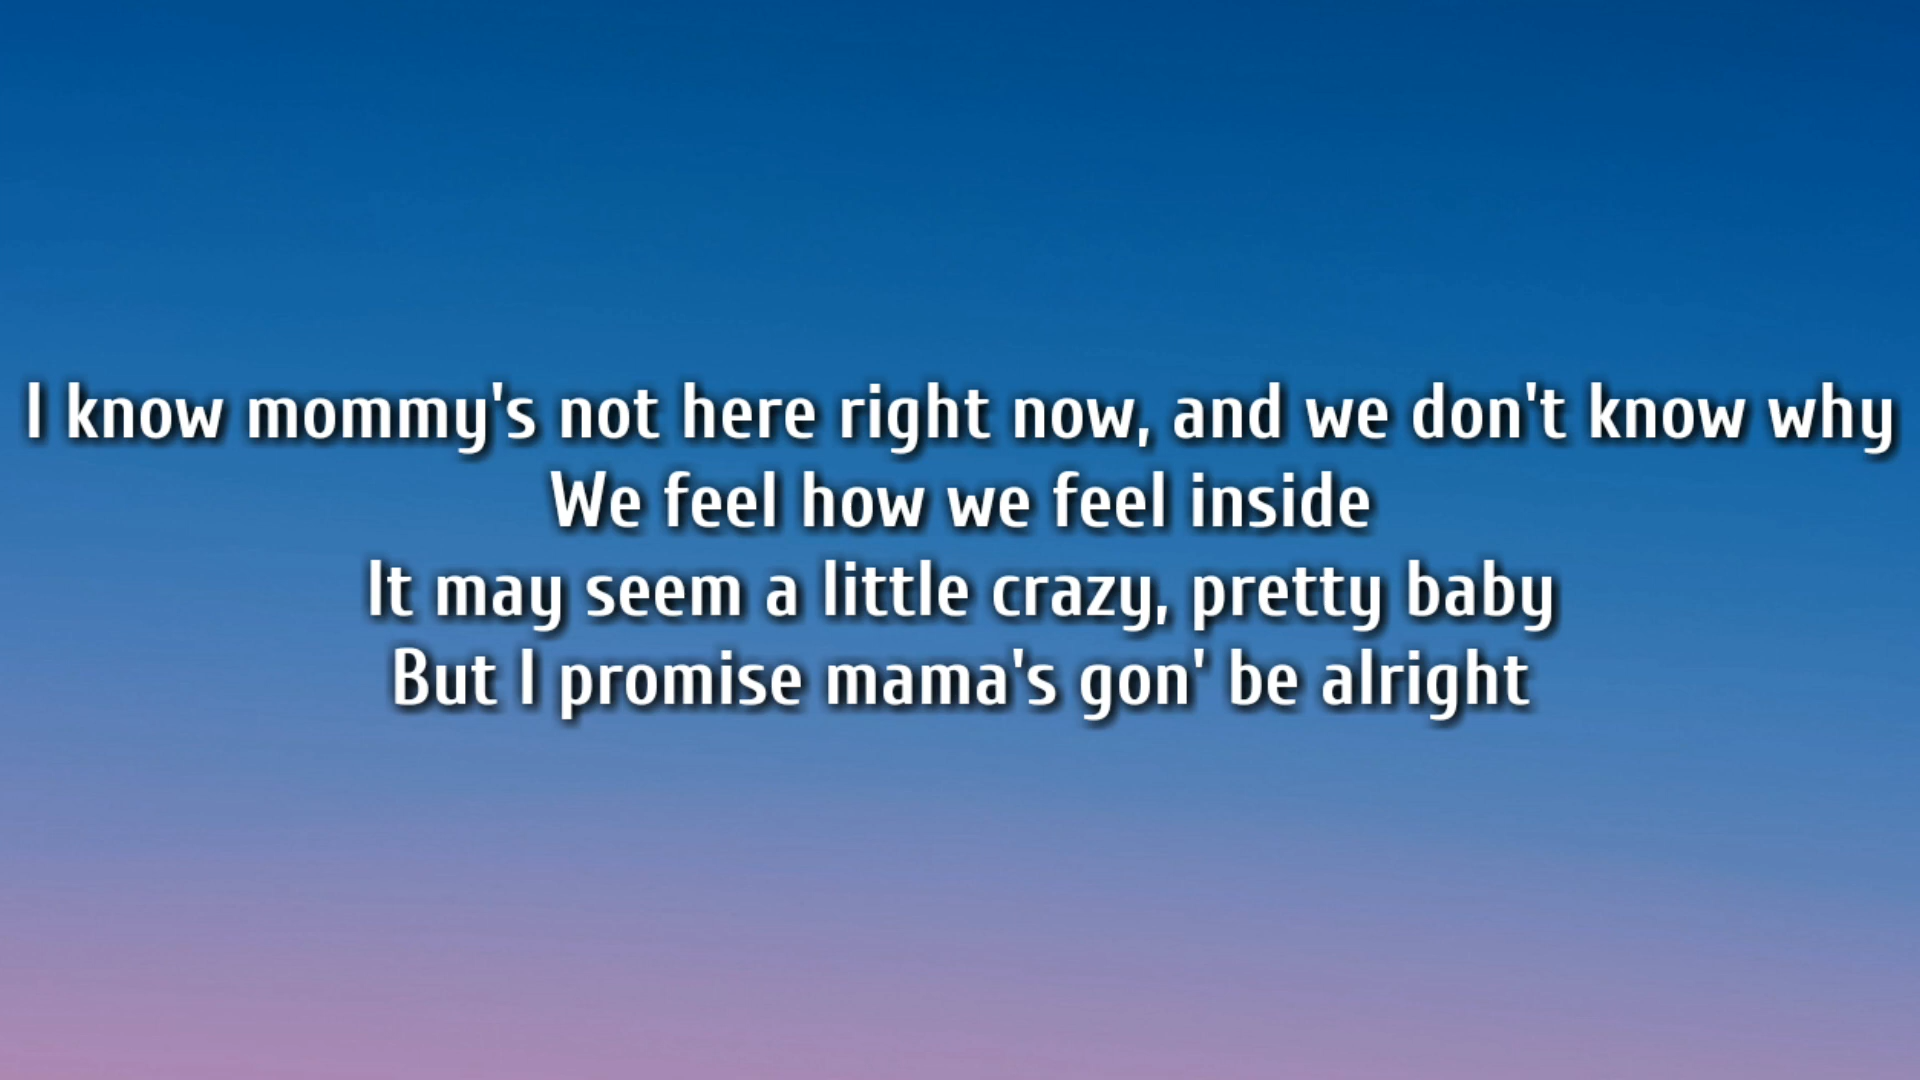 I know mommy's not here right now, and we don't know why
We feel how we feel inside
It may seem a little crazy, pretty baby
But I promise mama's gon' be alright